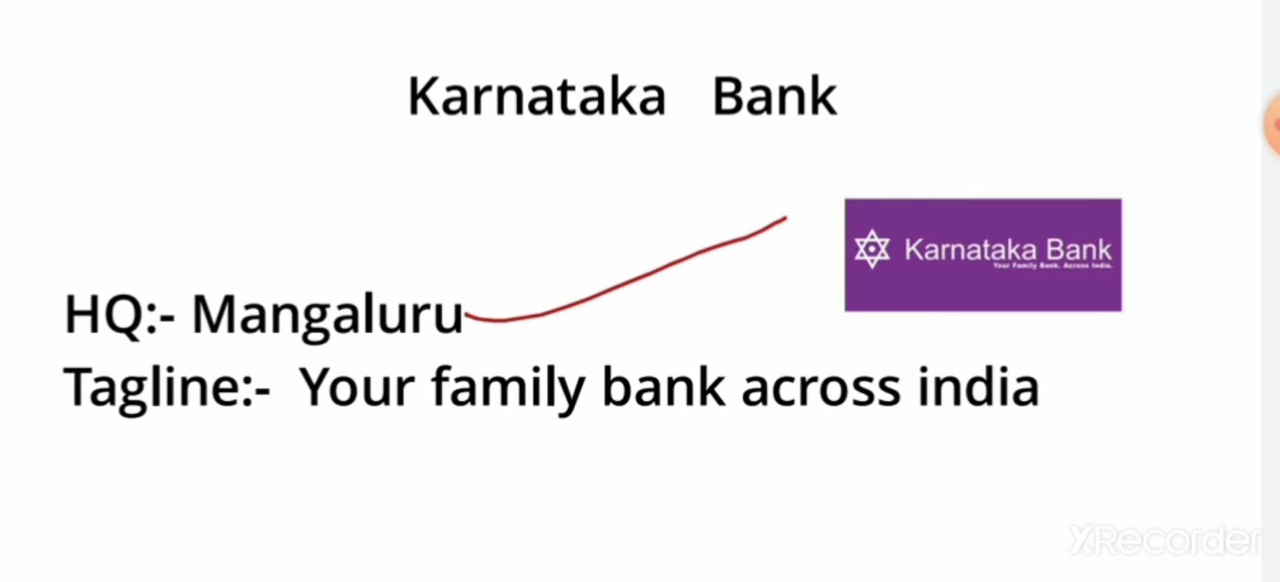 Karnataka Bank
Karnataka Bank
Your Family Bank. Across India.
HQ:- Mangaluru
Tagline:- Your family bank across india
XRecorder